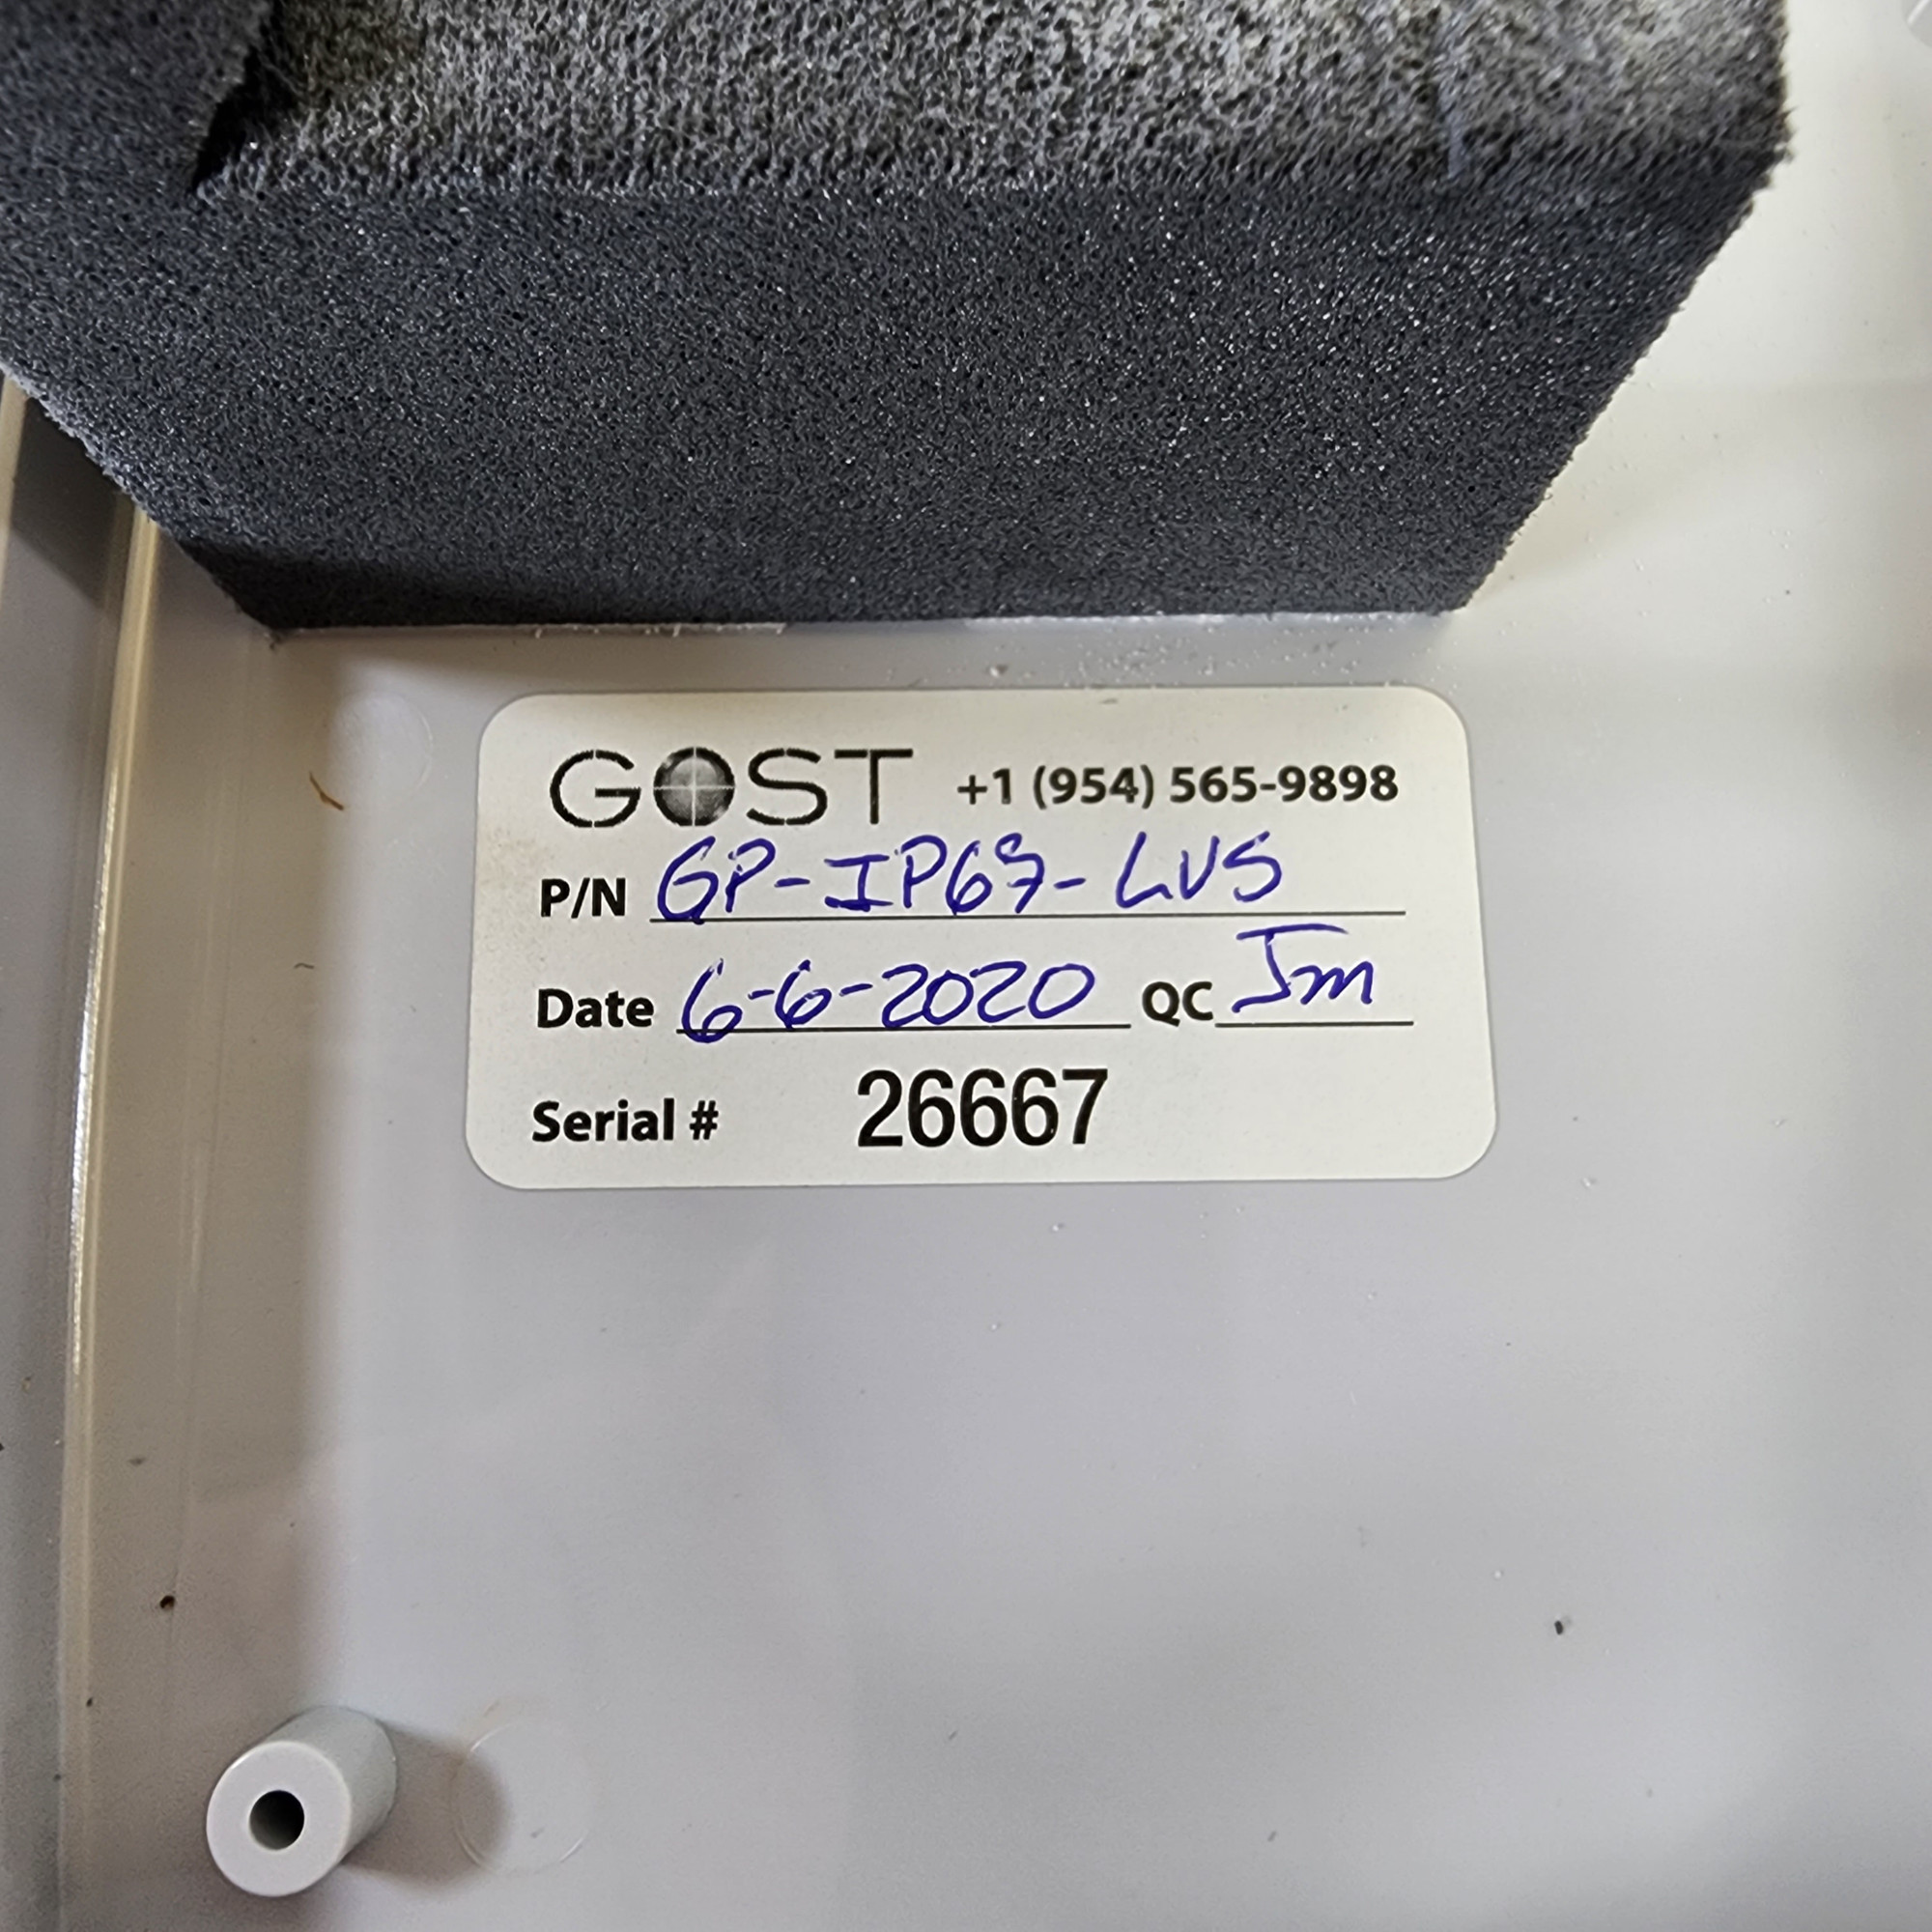 GOST +1 (954) 565-9898
P/N GP-IP67-LVS
Date 6-6-2020 QC Jm
Serial # 26667